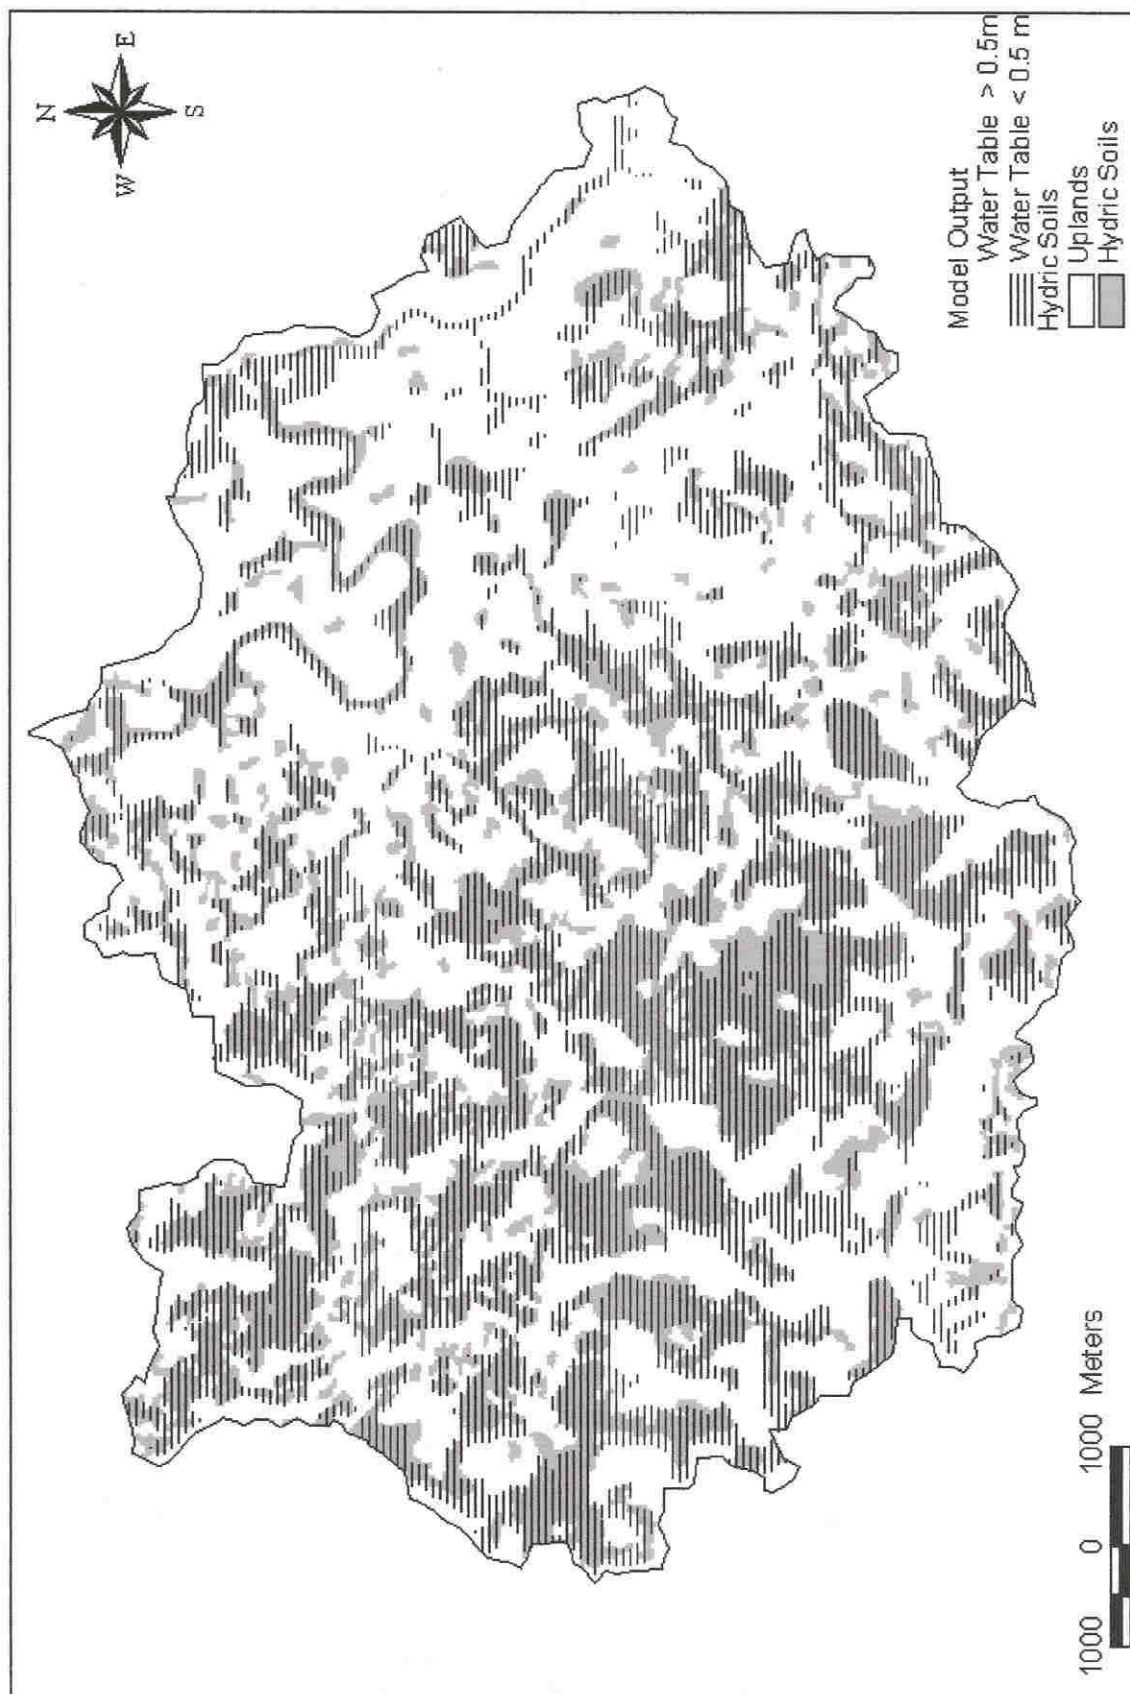 N
W E
S
Model Output
Water Table > 0.5m
Water Table < 0.5 m
Hydric Soils
Uplands
Hydric Soils
1000 0 1000 Meters